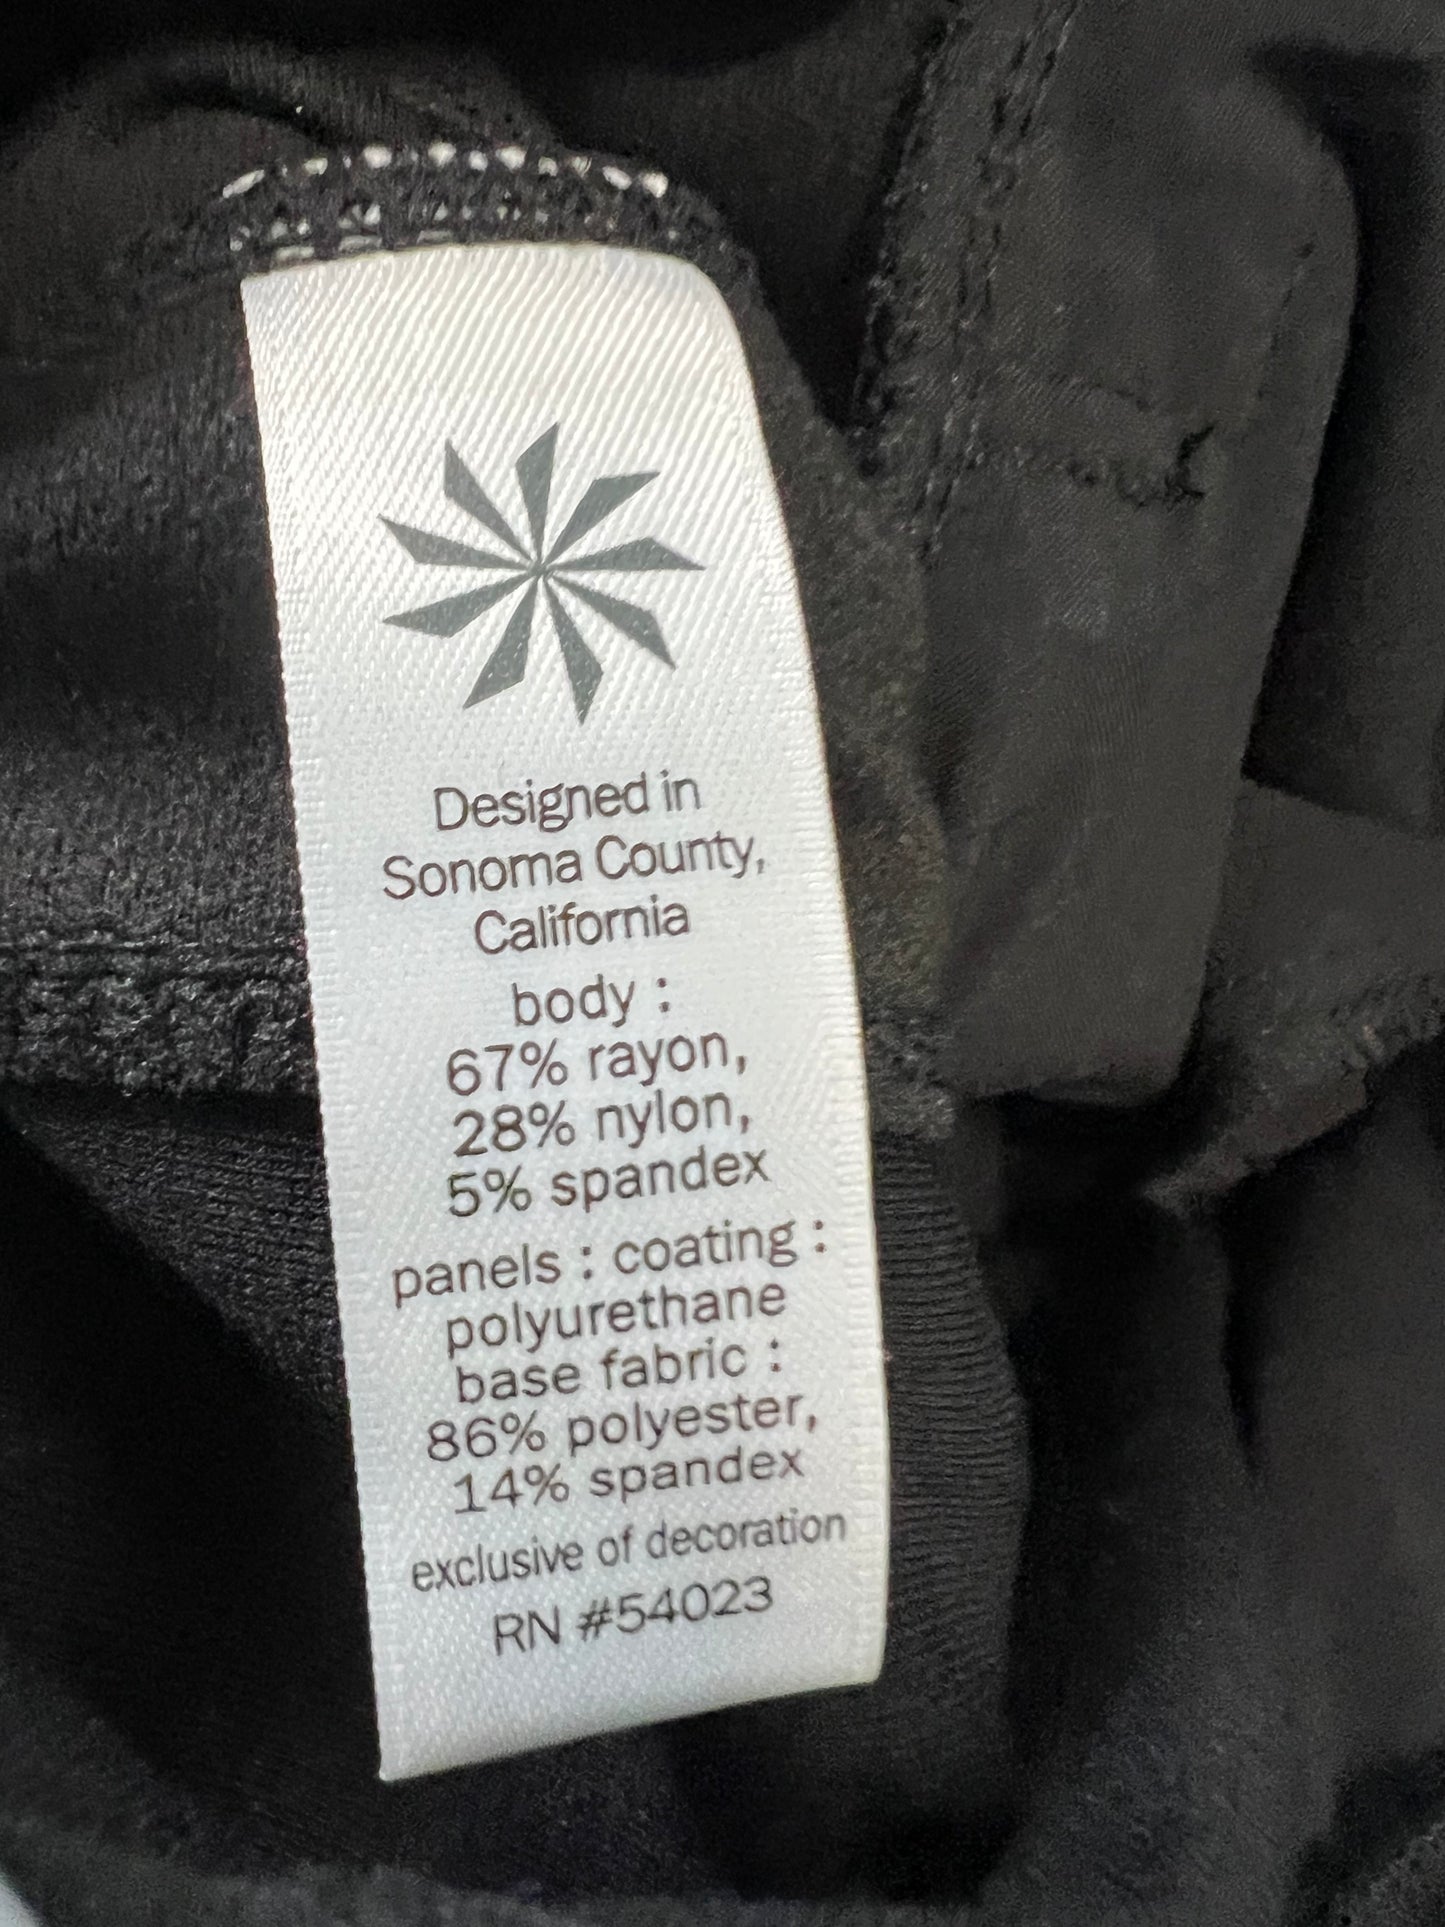 Designed in
Sonoma County,
California
body :
67% rayon,
28% nylon,
5% spandex
panels : coating :
polyurethane
base fabric :
86% polyester,
14% spandex
exclusive of decoration
RN #54023